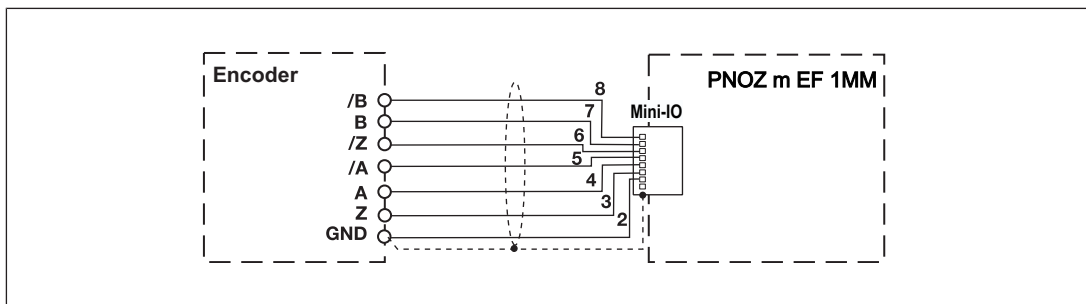 Encoder
PNOZ m EF 1MM
Mini-IO
/B
8
B
7
/Z
6
/A
5
A
4
Z
3
GND
2